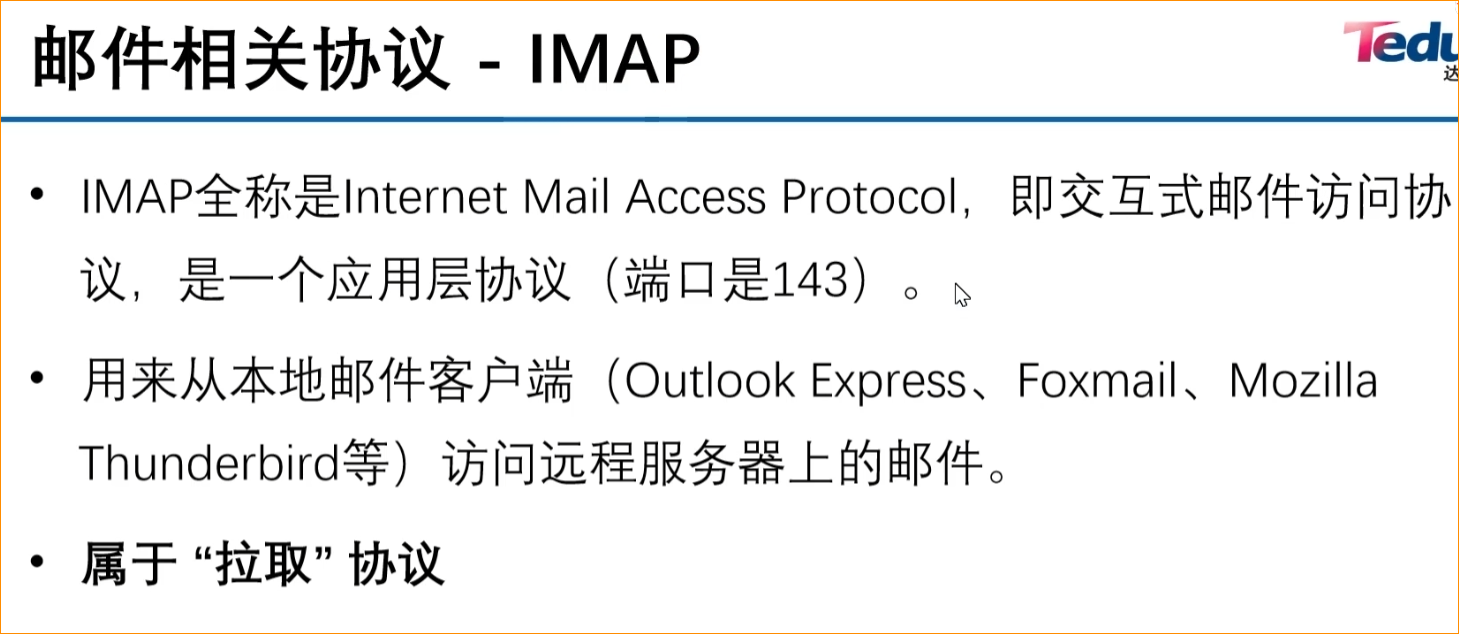 邮件相关协议 - IMAP
Tedu
达
• IMAP全称是Internet Mail Access Protocol，即交互式邮件访问协
议，是一个应用层协议（端口是143）。
• 用来从本地邮件客户端（Outlook Express、Foxmail、Mozilla
Thunderbird等）访问远程服务器上的邮件。
• 属于 “拉取” 协议